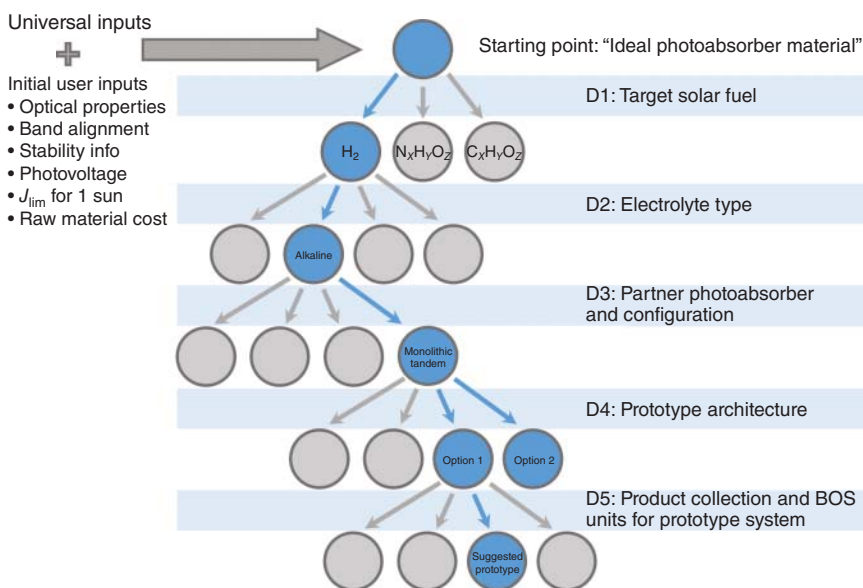 Universal inputs
+
Starting point: “Ideal photoabsorber material”
Initial user inputs
• Optical properties
• Band alignment
• Stability info
• Photovoltage
• Jlim for 1 sun
• Raw material cost
D1: Target solar fuel
H2
NXHYOZ
CXHYOZ
D2: Electrolyte type
Alkaline
D3: Partner photoabsorber
and configuration
Monolithic
tandem
D4: Prototype architecture
Option 1
Option 2
D5: Product collection and BOS
units for prototype system
Suggested
prototype